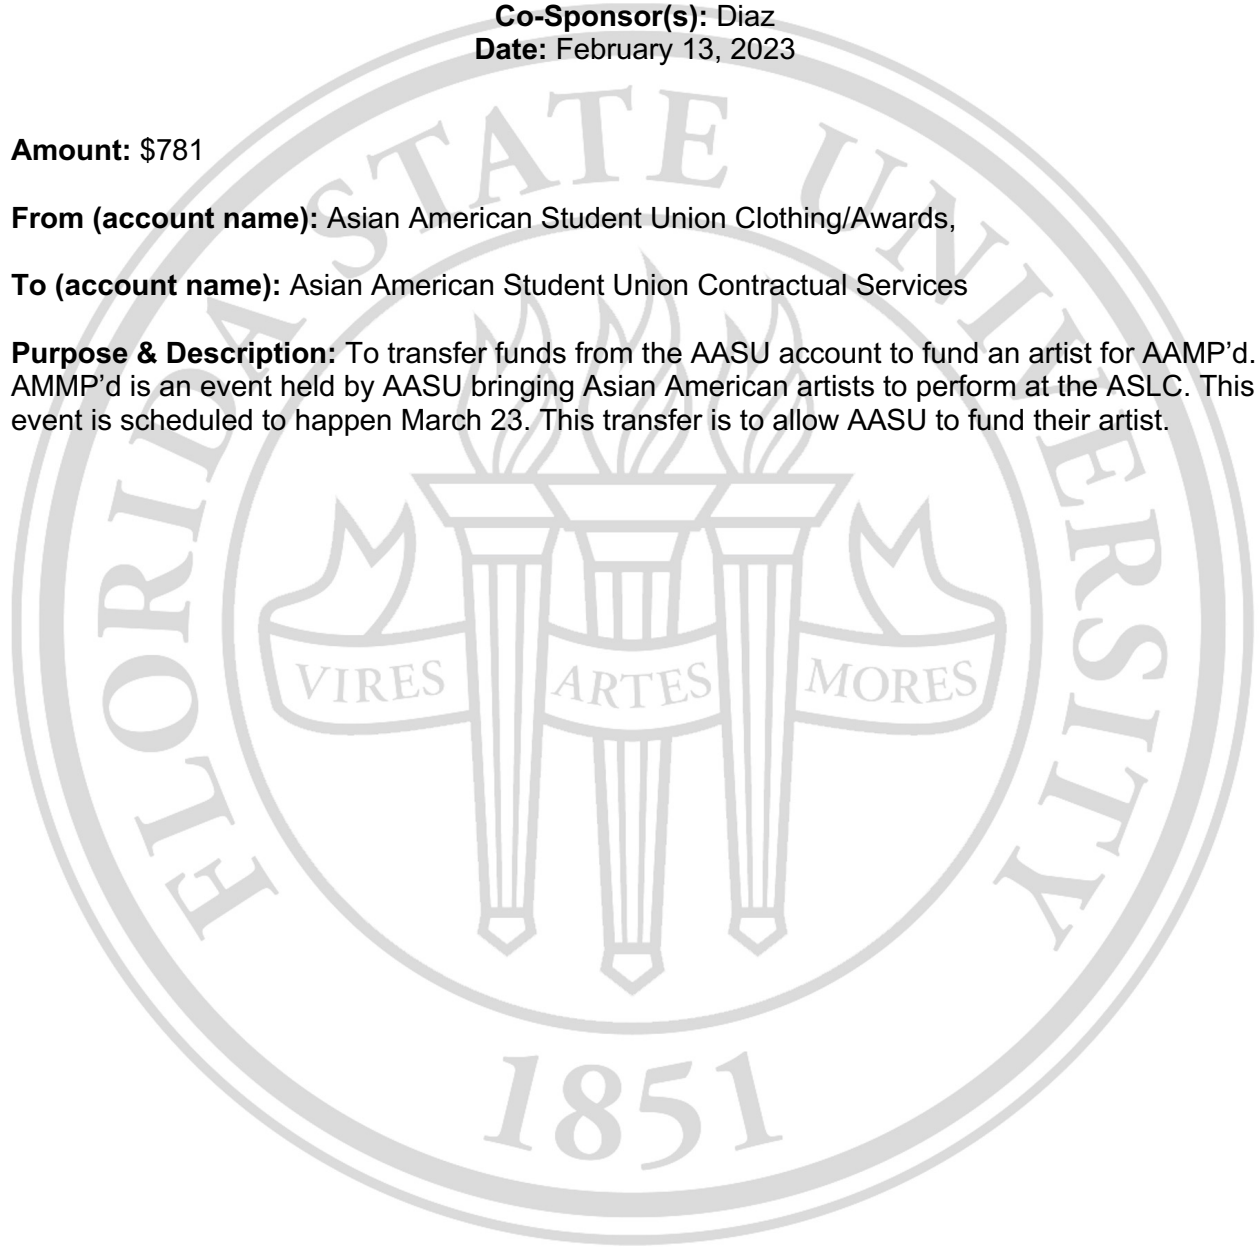 Co-Sponsor(s): Diaz
Date: February 13, 2023
Amount: $781
From (account name): Asian American Student Union Clothing/Awards,
To (account name): Asian American Student Union Contractual Services
Purpose & Description: To transfer funds from the AASU account to fund an artist for AAMP’d.
AMMP’d is an event held by AASU bringing Asian American artists to perform at the ASLC. This
event is scheduled to happen March 23. This transfer is to allow AASU to fund their artist.
FLORIDA STATE UNIVERSITY
VIRES ARTES MORES
1851